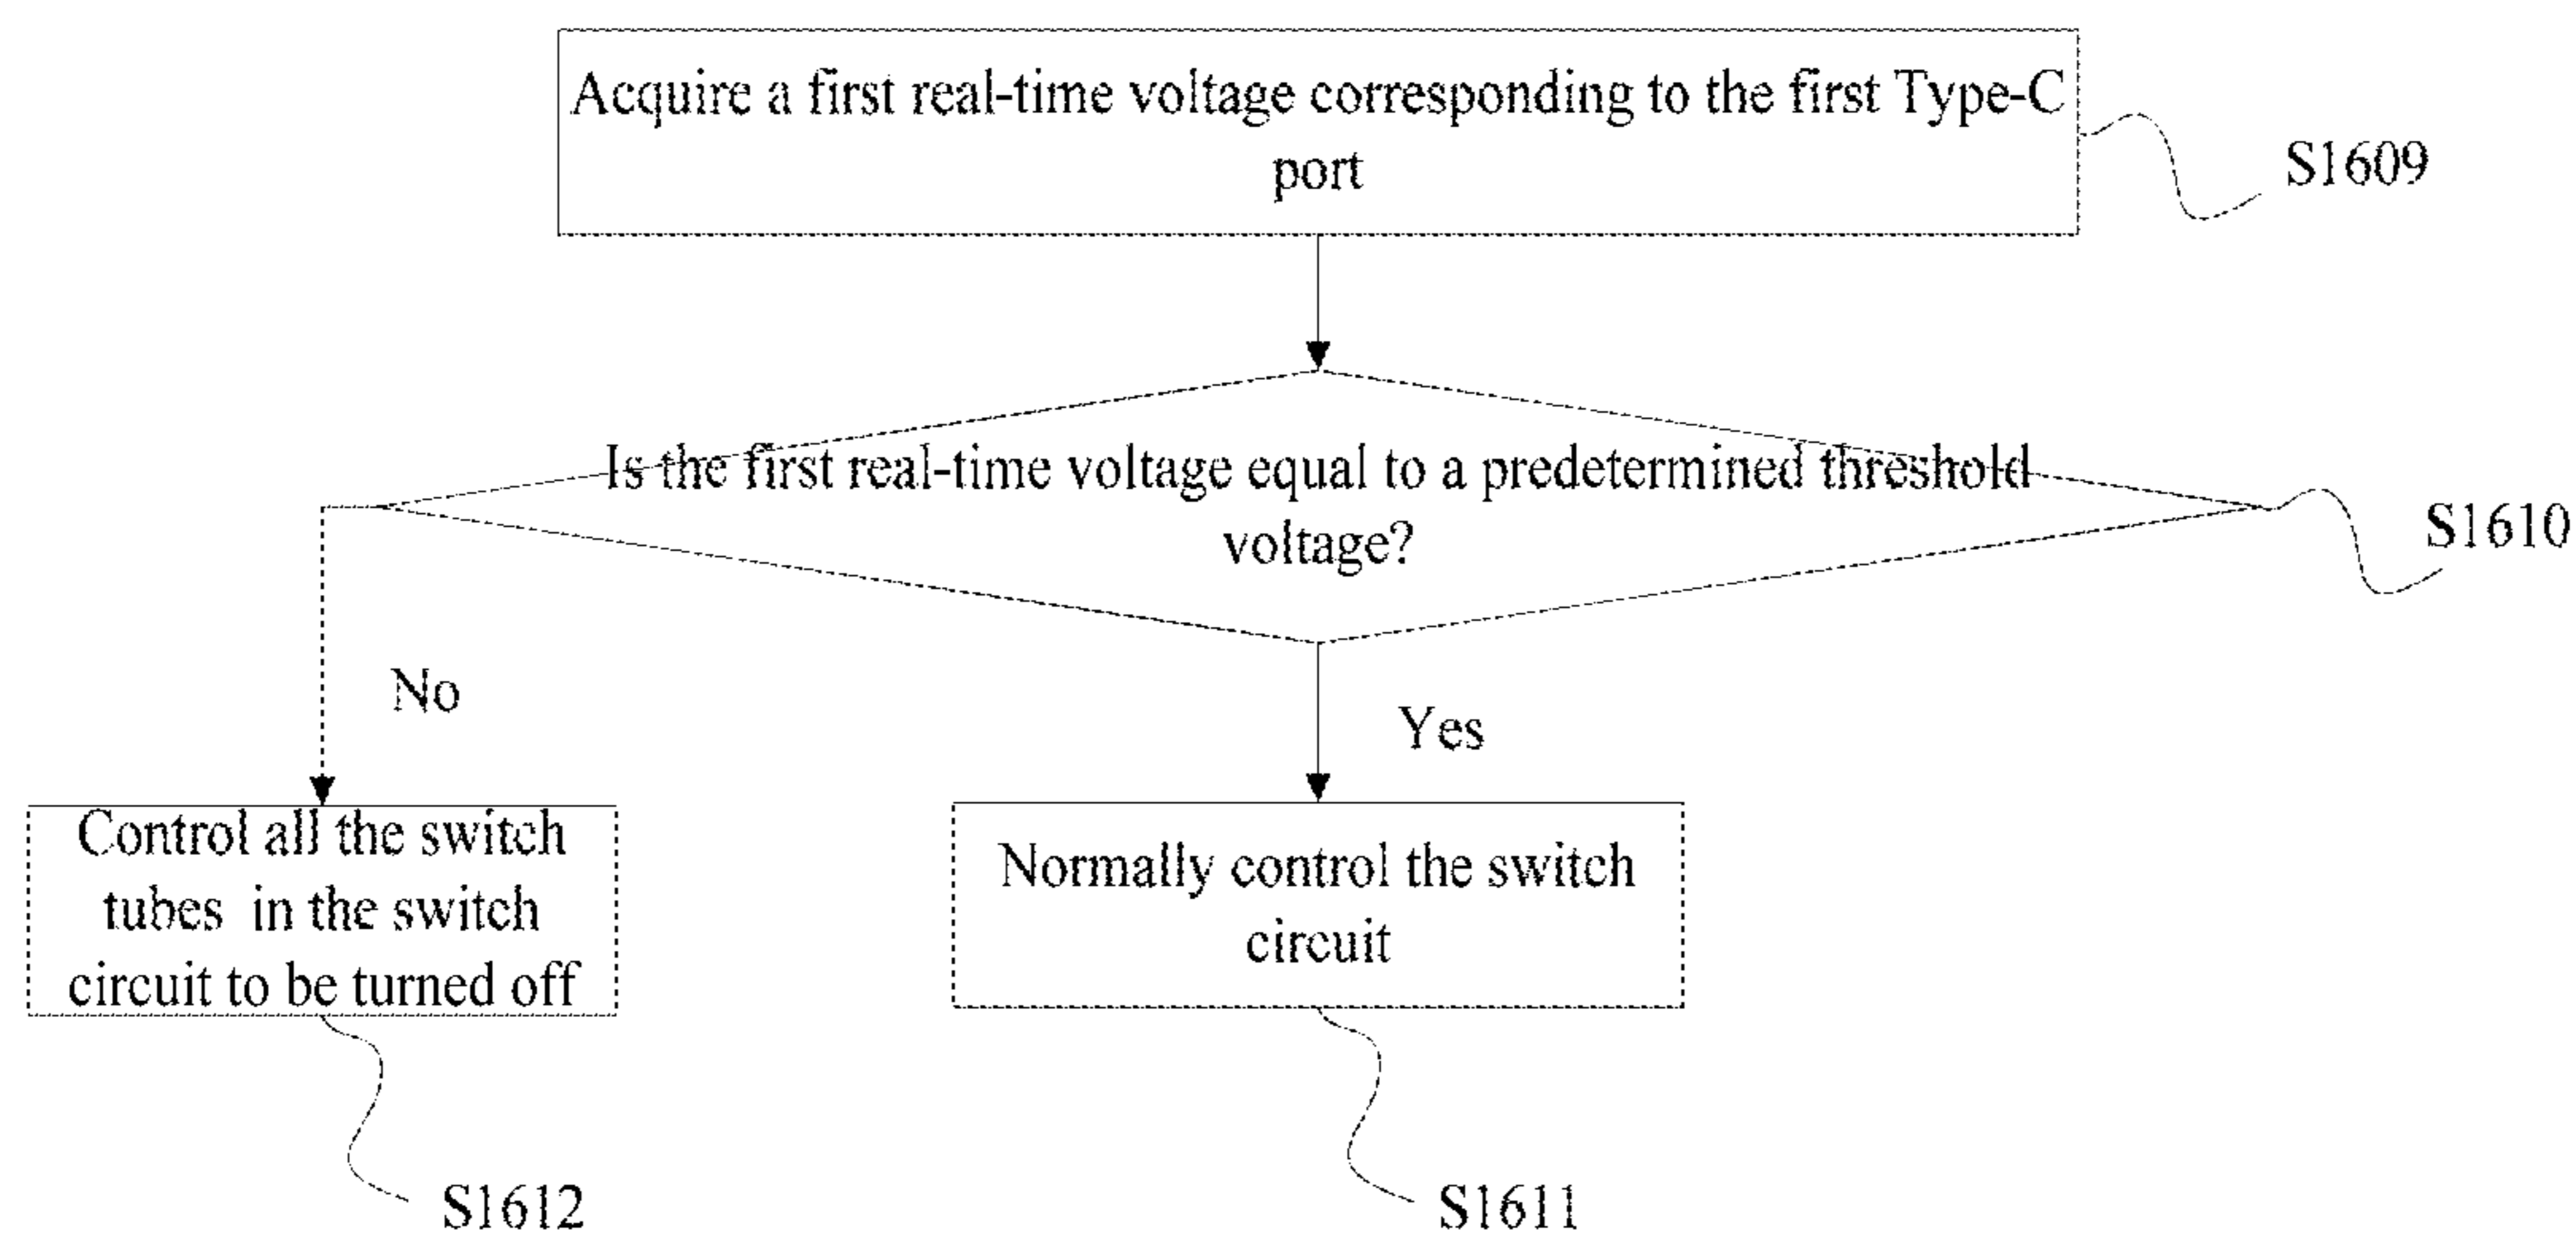 Acquire a first real-time voltage corresponding to the first Type-C
port
S1609
Is the first real-time voltage equal to a predetermined threshold
voltage?
S1610
No
Yes
Control all the switch
tubes in the switch
circuit to be turned off
Normally control the switch
circuit
S1612
S1611